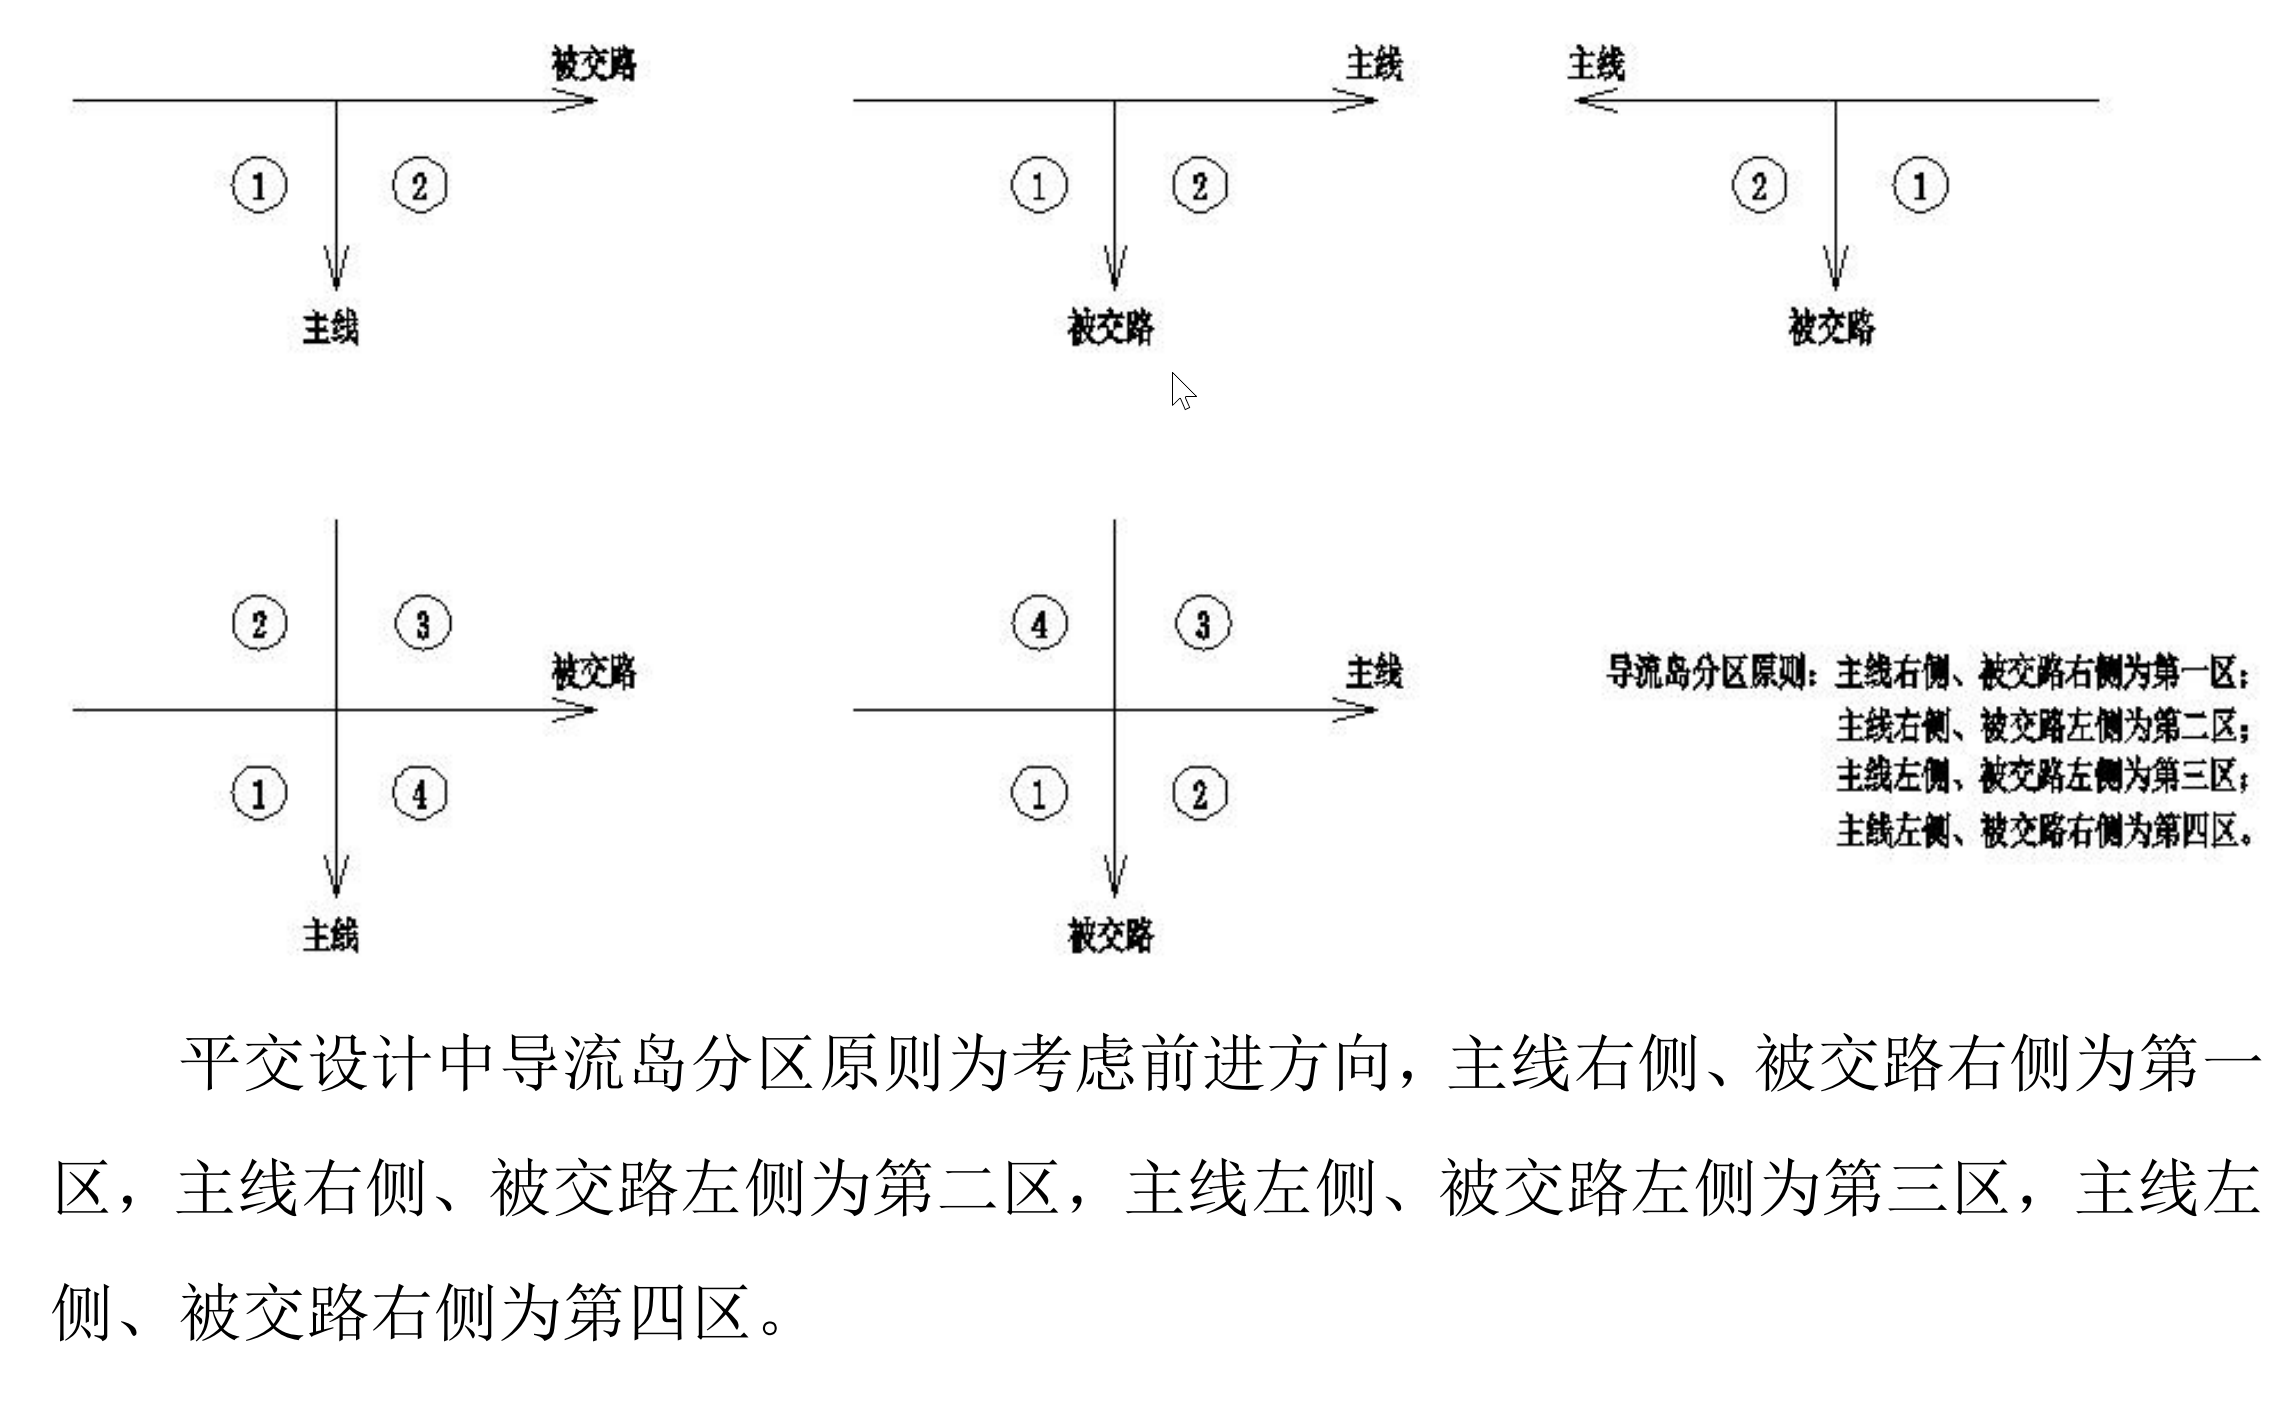 被交路
主线
主线
① ②
① ②
② ①
主线
被交路
被交路
② ③
④ ③
被交路
主线
导流岛分区原则：主线右侧、被交路右侧为第一区；
主线右侧、被交路左侧为第二区；
主线左侧、被交路左侧为第三区；
主线左侧、被交路右侧为第四区。
① ④
① ②
主线
被交路
平交设计中导流岛分区原则为考虑前进方向，主线右侧、被交路右侧为第一
区，主线右侧、被交路左侧为第二区，主线左侧、被交路左侧为第三区，主线左
侧、被交路右侧为第四区。